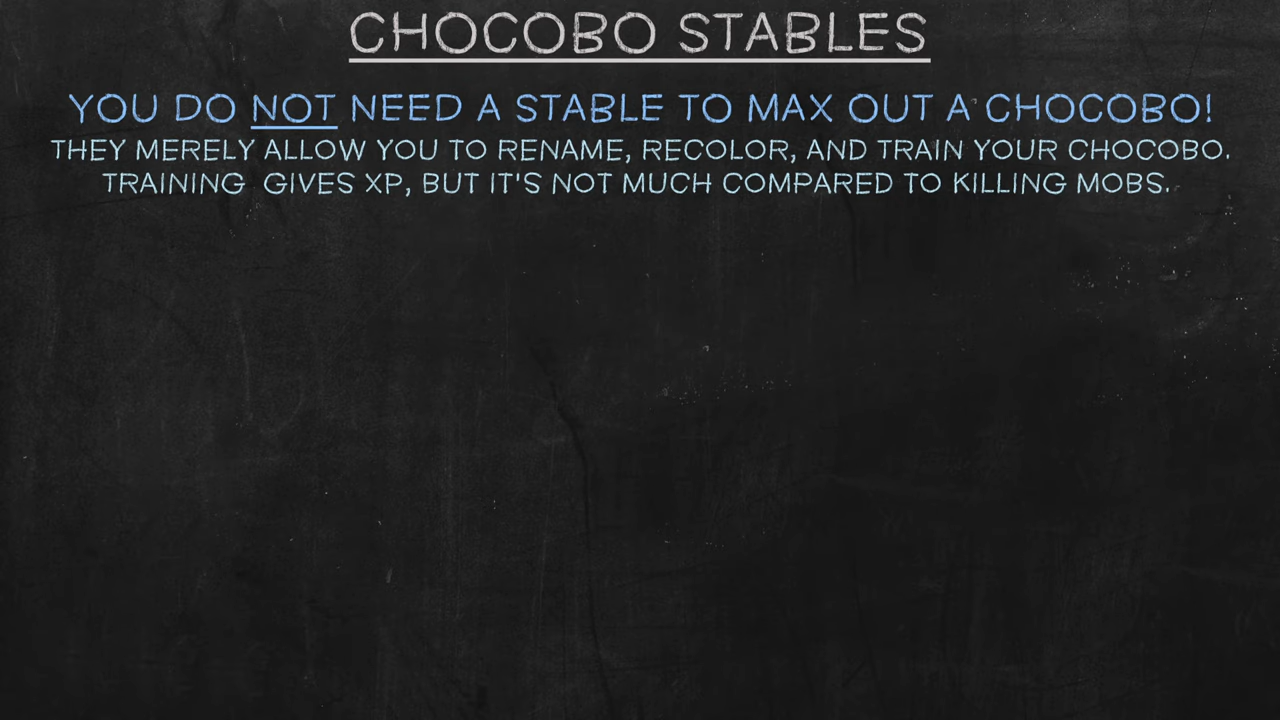 CHOCOBO STABLES
YOU DO NOT NEED A STABLE TO MAX OUT A CHOCOBO!
THEY MERELY ALLOW YOU TO RENAME, RECOLOR, AND TRAIN YOUR CHOCOBO.
TRAINING GIVES XP, BUT IT'S NOT MUCH COMPARED TO KILLING MOBS.